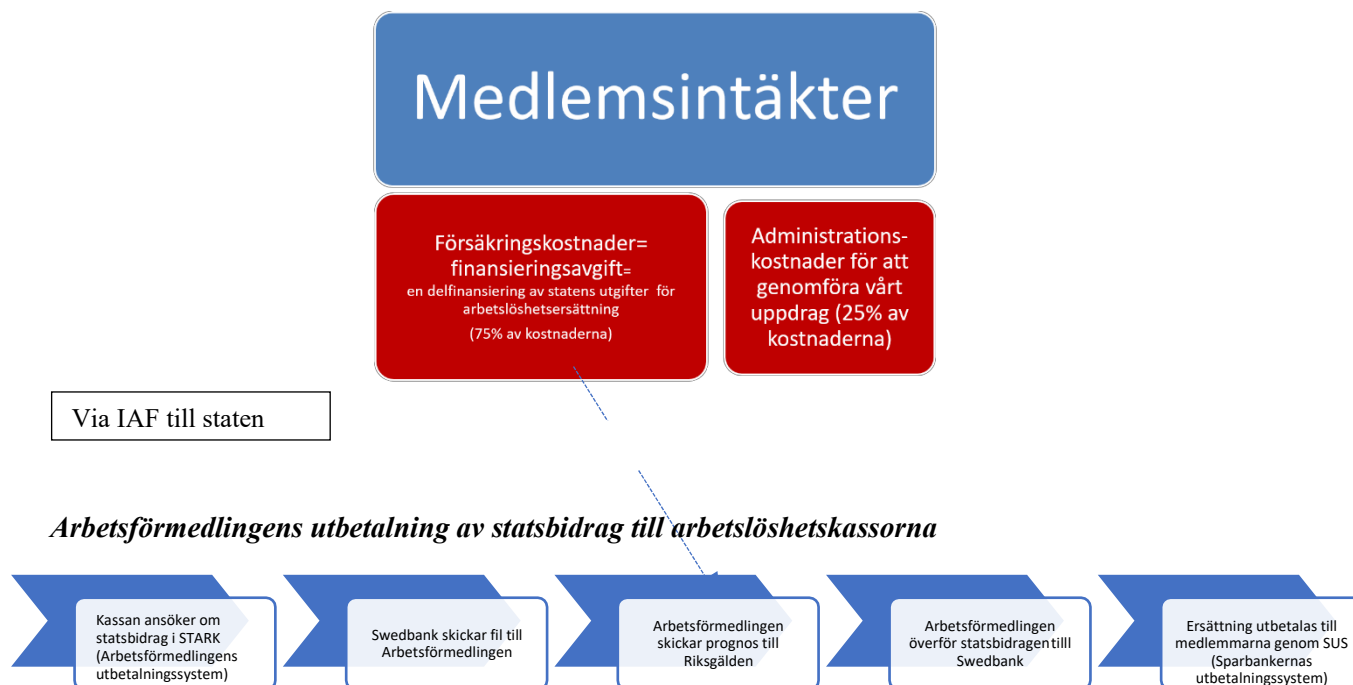 Medlemsintäkter
Försäkringskostnader=
finansieringsavgift=
en delfinansiering av statens utgifter för
arbetslöshetsersättning
(75% av kostnaderna)
Administrations-
kostnader för att
genomföra vårt
uppdrag (25% av
kostnaderna)
Via IAF till staten
Arbetsförmedlingens utbetalning av statsbidrag till arbetslöshetskassorna
Kassan ansöker om
statsbidrag i STARK
(Arbetsförmedlingens
utbetalningssystem)
Swedbank skickar fil till
Arbetsförmedlingen
Arbetsförmedlingen
skickar prognos till
Riksgälden
Arbetsförmedlingen
överför statsbidragen tilll
Swedbank
Ersättning utbetalas till
medlemmarna genom SUS
(Sparbankernas
utbetalningssystem)